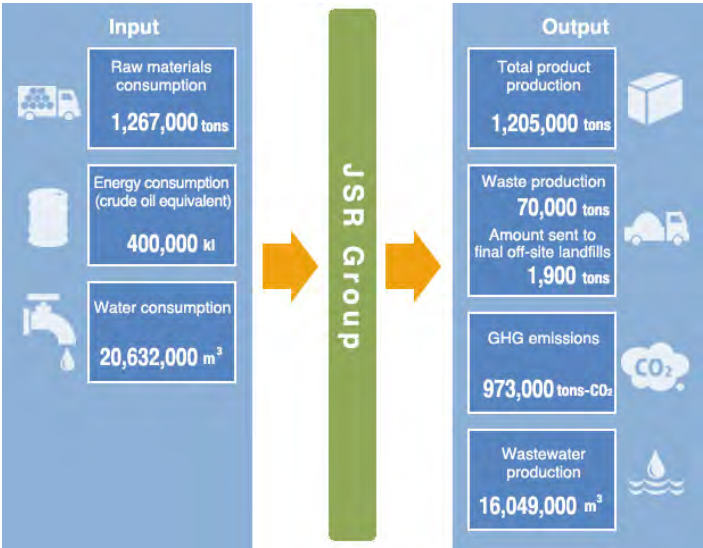 Input
Raw materials
consumption
1,267,000 tons
Energy consumption
(crude oil equivalent)
400,000 kl
Water consumption
20,632,000 m³
JSR Group
Output
Total product
production
1,205,000 tons
Waste production
70,000 tons
Amount sent to
final off-site landfills
1,900 tons
GHG emissions
973,000 tons-CO₂
CO₂
Wastewater
production
16,049,000 m³